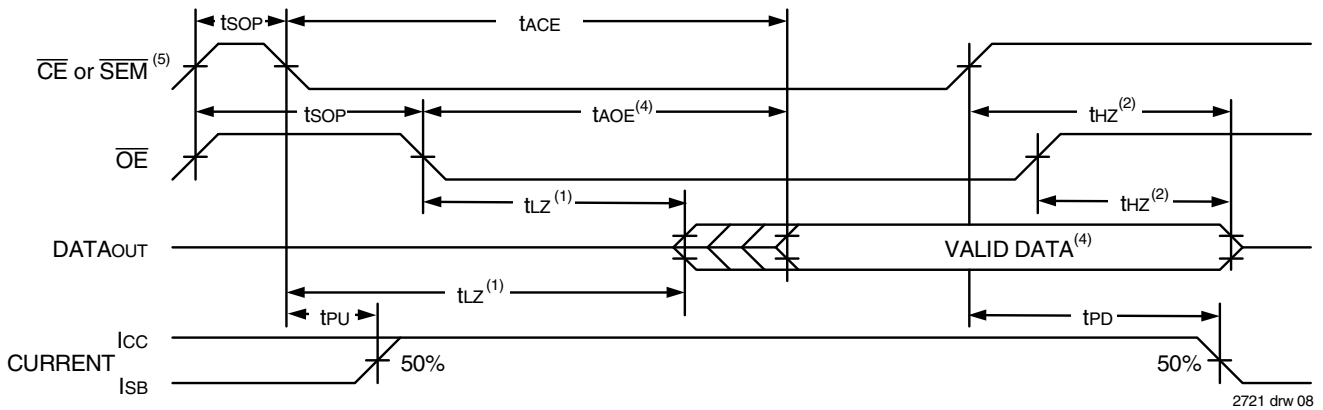 tSOP tACE
CE or SEM (5)
tSOP tAOE(4) tHZ(2)
OE
tLZ (1) tHZ(2)
DATAOUT VALID DATA(4)
tLZ(1)
tPU tPD
ICC
CURRENT 50% 50%
ISB
2721 drw 08